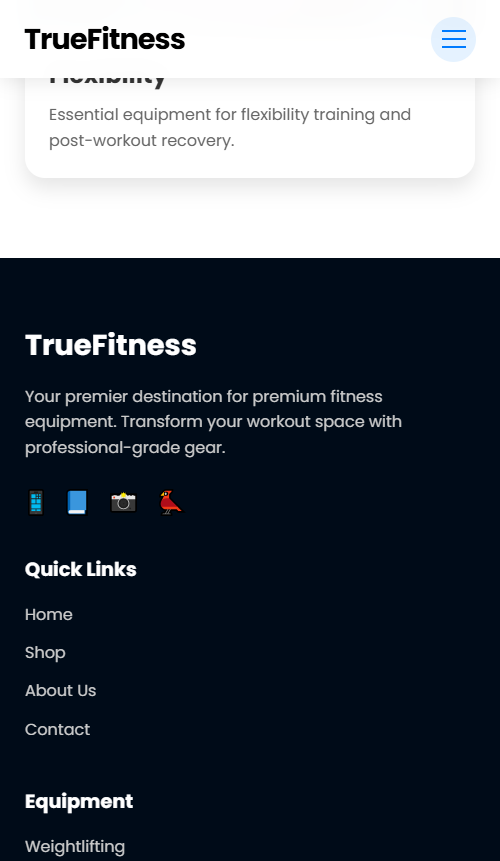 TrueFitness
Flexibility
Essential equipment for flexibility training and
post-workout recovery.
TrueFitness
Your premier destination for premium fitness
equipment. Transform your workout space with
professional-grade gear.
Quick Links
Home
Shop
About Us
Contact
Equipment
Weightlifting